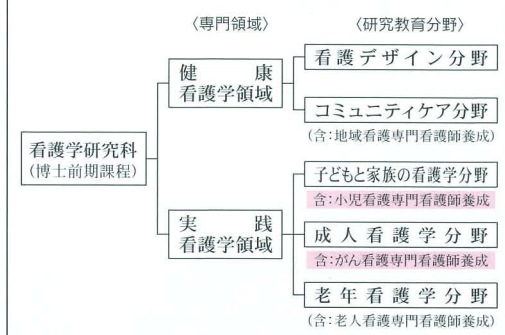 〈専門領域〉 〈研究教育分野〉
看護学研究科
(博士前期課程)
健康
看護学領域
看護デザイン分野
コミュニティケア分野
(含:地域看護専門看護師養成)
実践
看護学領域
子どもと家族の看護学分野
含:小児看護専門看護師養成
成人看護学分野
含:がん看護専門看護師養成
老年看護学分野
(含:老人看護専門看護師養成)